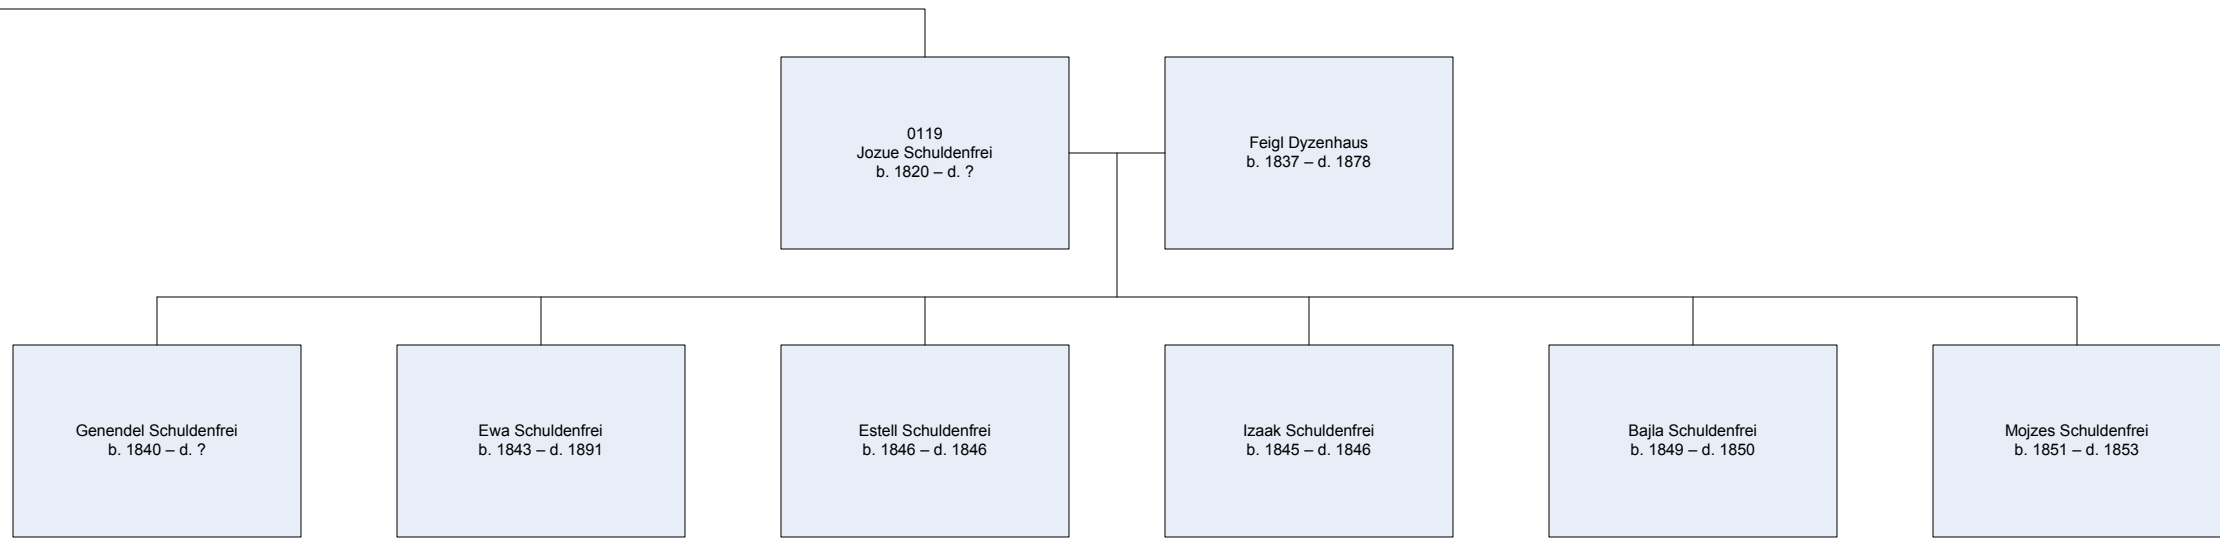 0119
Jozue Schuldenfrei
b. 1820 – d. ?
Feigl Dyzenhaus
b. 1837 – d. 1878
Genendel Schuldenfrei
b. 1840 – d. ?
Ewa Schuldenfrei
b. 1843 – d. 1891
Estell Schuldenfrei
b. 1846 – d. 1846
Izaak Schuldenfrei
b. 1845 – d. 1846
Bajla Schuldenfrei
b. 1849 – d. 1850
Mojzes Schuldenfrei
b. 1851 – d. 1853